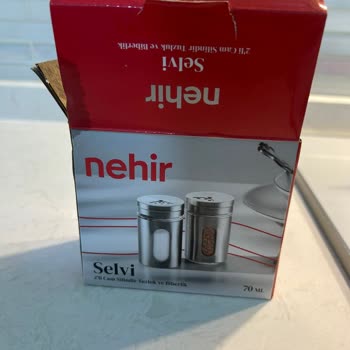 2'li Cam Silindir Tuzluk ve Biberlik
Selvi
nehir
nehir
Selvi
2'li Cam Silindir Tuzluk ve Biberlik
70 ML